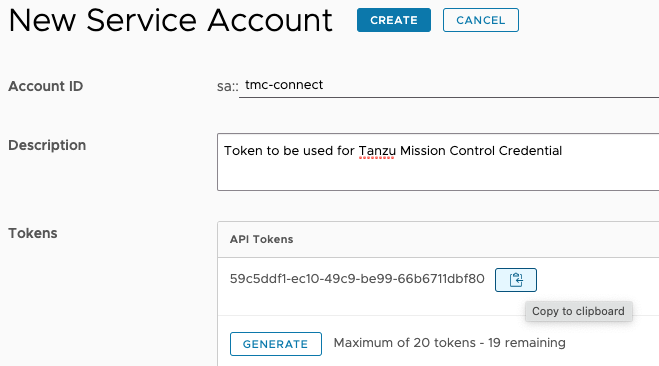 New Service Account CREATE CANCEL
Account ID sa:: tmc-connect
Description Token to be used for Tanzu Mission Control Credential
Tokens API Tokens
59c5ddf1-ec10-49c9-be99-66b6711dbf80
Copy to clipboard
GENERATE Maximum of 20 tokens - 19 remaining